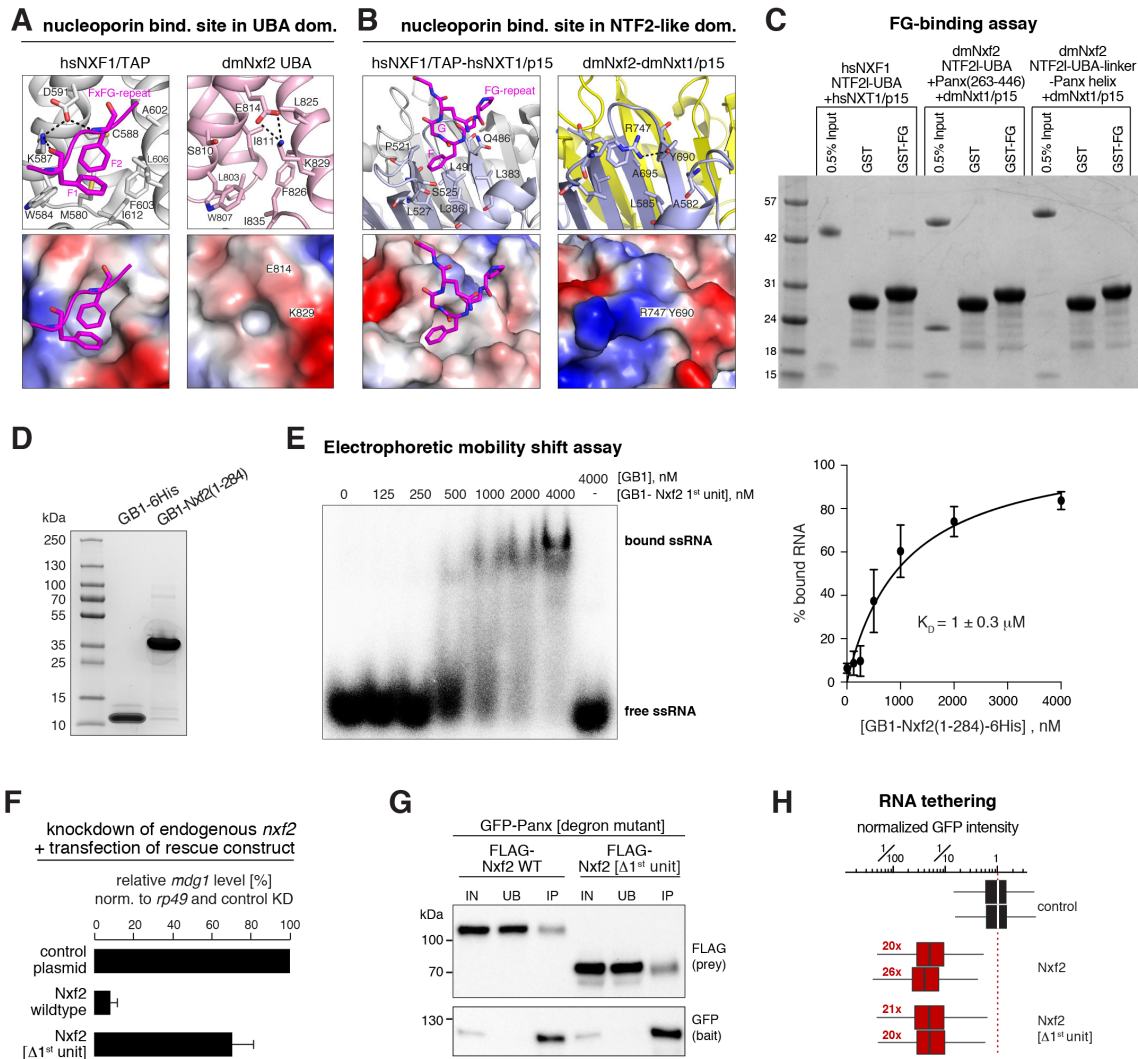 A nucleoporin bind. site in UBA dom.
hsNXF1/TAP
dmNxf2 UBA
D591
FxFG-repeat
A602
C588
K587
F2
L606
F1
W584
M580
F603
I612
E814
L825
S810
I811
K829
L803
F826
W807
I835
E814
K829
B nucleoporin bind. site in NTF2-like dom.
hsNXF1/TAP-hsNXT1/p15
dmNxf2-dmNxt1/p15
FG-repeat
G
P521
Q486
F
L491
L383
S525
L527
L386
R747
Y690
A695
L585
A582
R747 Y690
C FG-binding assay
hsNXF1
NTF2l-UBA
+hsNXT1/p15
dmNxf2
NTF2l-UBA
+Panx(263-446)
+dmNxt1/p15
dmNxf2
NTF2l-UBA-linker
-Panx helix
+dmNxt1/p15
0.5% Input
GST
GST-FG
0.5% Input
GST
GST-FG
0.5% Input
GST
GST-FG
57
42
31
24
18
15
D
GB1-6His
GB1-Nxf2(1-284)
kDa
250
130
100
70
55
35
25
15
10
E Electrophoretic mobility shift assay
4000 [GB1], nM
0 125 250 500 1000 2000 4000 - [GB1- Nxf2 1st unit], nM
bound ssRNA
free ssRNA
100
80
60
40
20
0
% bound RNA
KD = 1 ± 0.3 µM
0 1000 2000 3000 4000
[GB1-Nxf2(1-284)-6His] , nM
F
knockdown of endogenous nxf2
+ transfection of rescue construct
relative mdg1 level [%]
norm. to rp49 and control KD
0 20 40 60 80 100
control
plasmid
Nxf2
wildtype
Nxf2
[Δ1st unit]
G
GFP-Panx [degron mutant]
FLAG-
Nxf2 WT
FLAG-
Nxf2 [Δ1st unit]
IN UB IP IN UB IP
kDa
100
70
FLAG
(prey)
130
GFP
(bait)
H RNA tethering
normalized GFP intensity
1/100 1/10 1
control
20x
26x
Nxf2
21x
20x
Nxf2
[Δ1st unit]